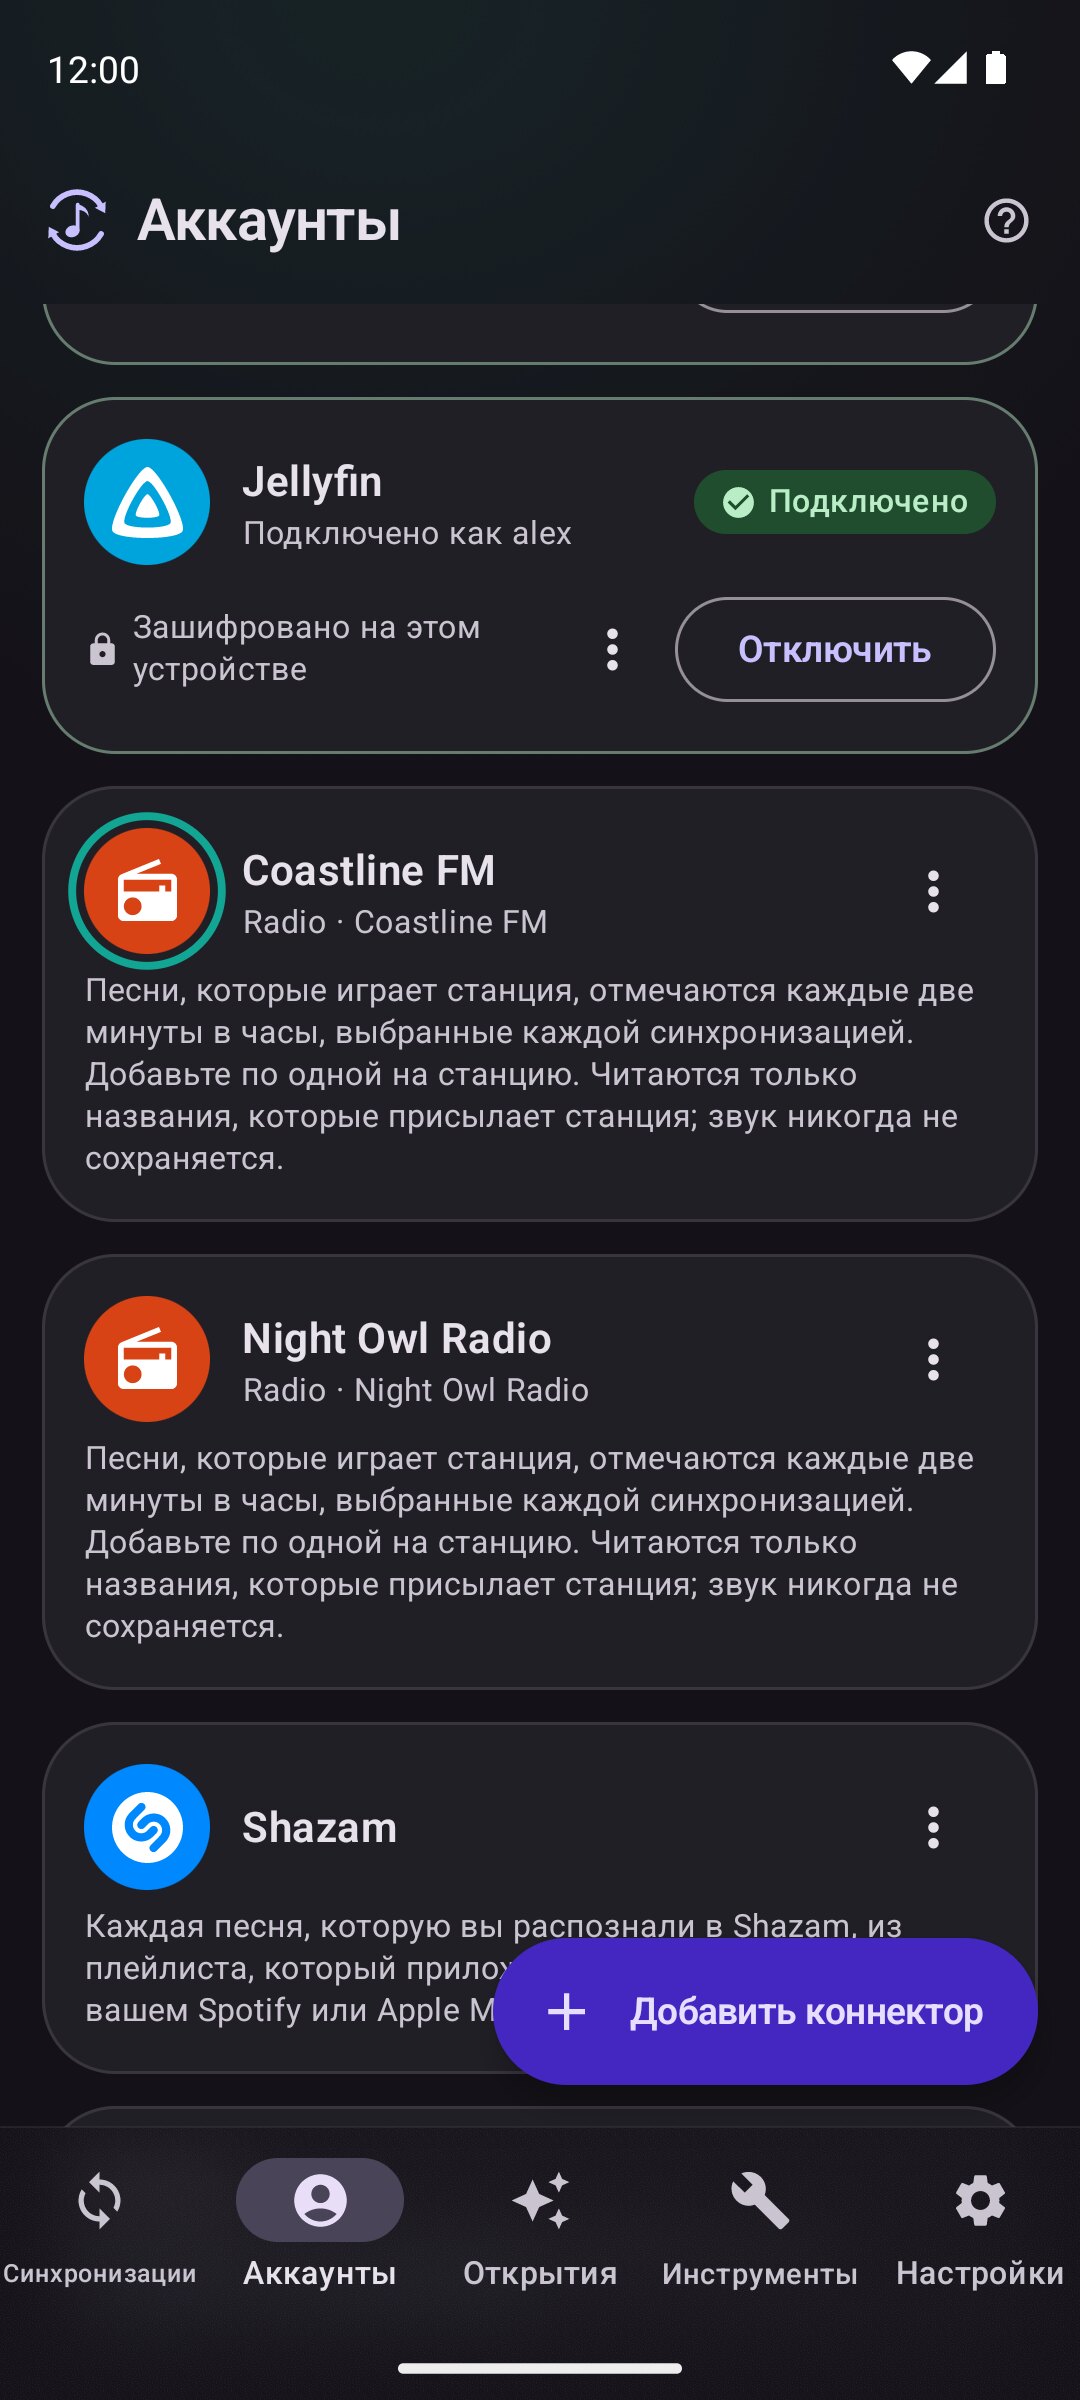 12:00
Аккаунты
Jellyfin
Подключено как alex
Подключено
Зашифровано на этом
устройстве
Отключить
Coastline FM
Radio · Coastline FM
Песни, которые играет станция, отмечаются каждые две
минуты в часы, выбранные каждой синхронизацией.
Добавьте по одной на станцию. Читаются только
названия, которые присылает станция; звук никогда не
сохраняется.
Night Owl Radio
Radio · Night Owl Radio
Песни, которые играет станция, отмечаются каждые две
минуты в часы, выбранные каждой синхронизацией.
Добавьте по одной на станцию. Читаются только
названия, которые присылает станция; звук никогда не
сохраняется.
Shazam
Каждая песня, которую вы распознали в Shazam, из
плейлиста, который
вашем Spotify или Apple
Добавить коннектор
Синхронизации
Аккаунты
Открытия
Инструменты
Настройки